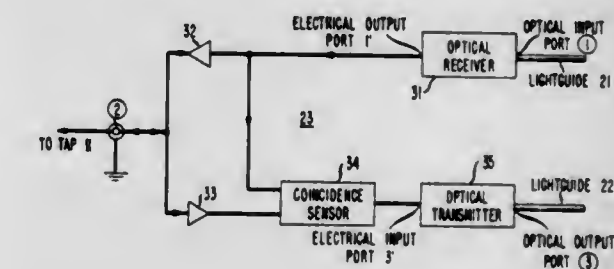 32
ELECTRICAL OUTPUT
PORT 1'
OPTICAL
RECEIVER
31
OPTICAL INPUT
PORT 1
LIGHTGUIDE 21
2
TO TAP
23
33
34
COINCIDENCE
SENSOR
ELECTRICAL INPUT
3'
35
OPTICAL
TRANSMITTER
LIGHTGUIDE 22
OPTICAL OUTPUT
PORT 3